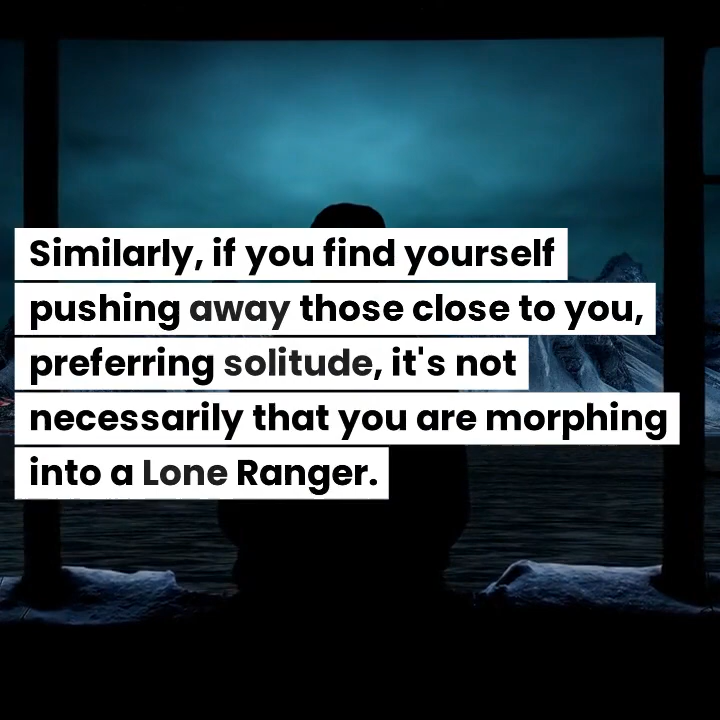 Similarly, if you find yourself
pushing away those close to you,
preferring solitude, it's not
necessarily that you are morphing
into a Lone Ranger.